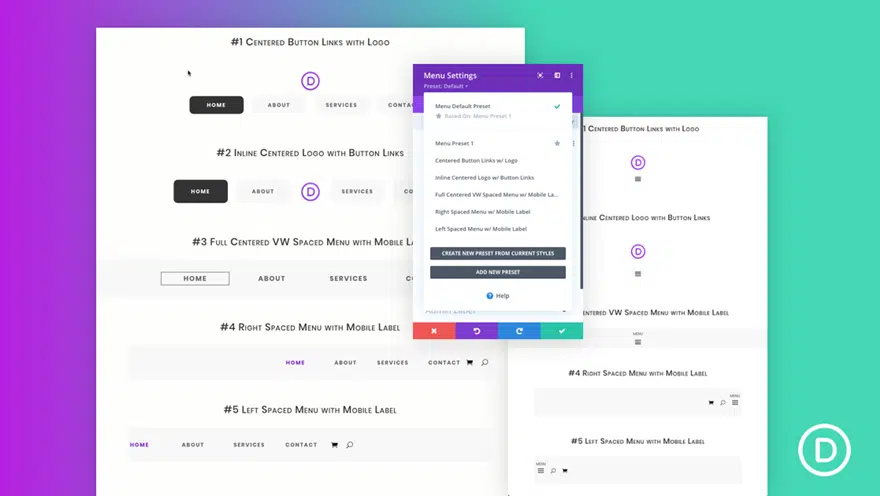 #1 Centered Button Links with Logo
D
HOME ABOUT SERVICES
#2 Inline Centered Logo with Button Links
HOME ABOUT D SERVICES
#3 Full Centered VW Spaced Menu with Mobile
HOME ABOUT SERVICES
#4 Right Spaced Menu with Mobile Label
HOME ABOUT SERVICES CONTACT
#5 Left Spaced Menu with Mobile Label
HOME ABOUT SERVICES CONTACT
Menu Settings
Preset: Default
Menu Default Preset
Based On: Menu Preset 1
Menu Preset 1
Centered Button Links w/ Logo
Inline Centered Logo w/ Button Links
Full Centered VW Spaced Menu w/ Mobile La...
Right Spaced Menu w/ Mobile Label
Left Spaced Menu w/ Mobile Label
CREATE NEW PRESET FROM CURRENT STYLES
ADD NEW PRESET
? Help
Admin Label
1 Centered Button Links with Logo
D
Centered Logo with Button Links
D
VW Spaced Menu with Mobile Label
MENU
#4 Right Spaced Menu with Mobile Label
MENU
#5 Left Spaced Menu with Mobile Label
MENU
D